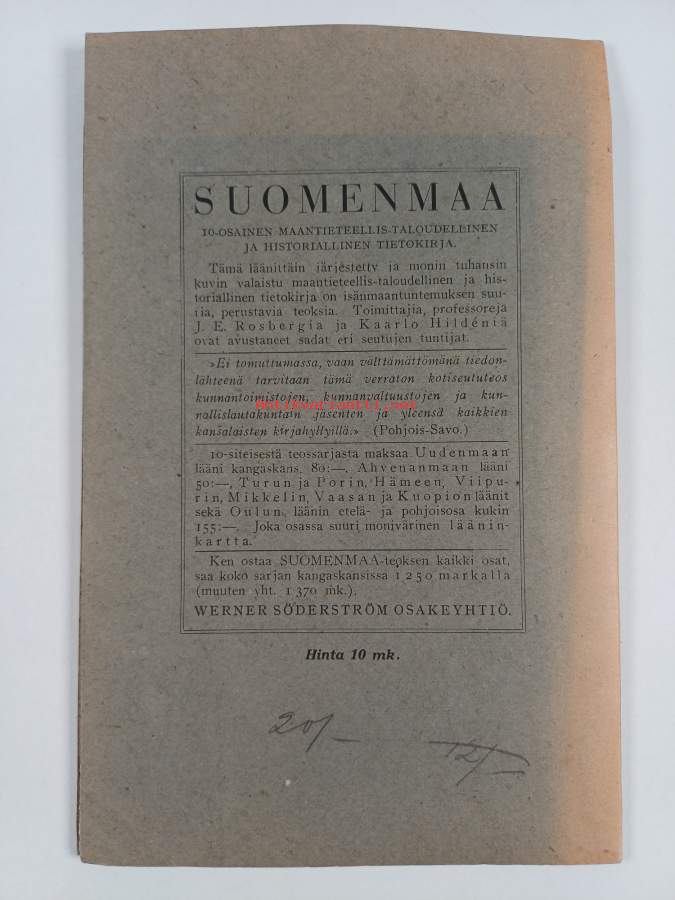 SUOMENMAA
10-OSAINEN MAANTIETEELLIS-TALOUDELLINEN
JA HISTORIALLINEN TIETOKIRJA.
Tämä lääneittäin järjestetty ja monin tuhansin
kuvin valaistu maantieteellis-taloudellinen ja his-
toriallinen tietokirja on isänmaantuntemuksen suu-
ria, perustavia teoksia. Toimittajia, professoreja
J. E. Rosbergia ja Kaarlo Hildéniä
ovat avustaneet sadat eri seutujen tuntijat.
»Ei tomuttumassa, vaan välttämättömänä tiedon-
lähteenä tarvitaan tämä verraton kotiseututeos
kunnantoimistojen, kunnanvaltuustojen ja kun-
nallislautakuntain jäsenten ja yleensä kaikkien
kansalaisten kirjahyllyillä.» (Pohjois-Savo.)
10-siteisestä teossarjasta maksaa Uudenmaan
lääni kangaskans. 80:—, Ahvenanmaan lääni
50:—, Turun ja Porin, Hämeen, Viipu-
rin, Mikkelin, Vaasan ja Kuopion läänit
sekä Oulun läänin etelä- ja pohjoisosa kukin
155:—. Joka osassa suuri monivärinen läänin-
kartta.
Ken ostaa SUOMENMAA-teoksen kaikki osat,
saa koko sarjan kangaskansissa 1 250 markalla
(muuten yht. 1 370 mk.).
WERNER SÖDERSTRÖM OSAKEYHTIÖ.
Hinta 10 mk.
20/—
12/—